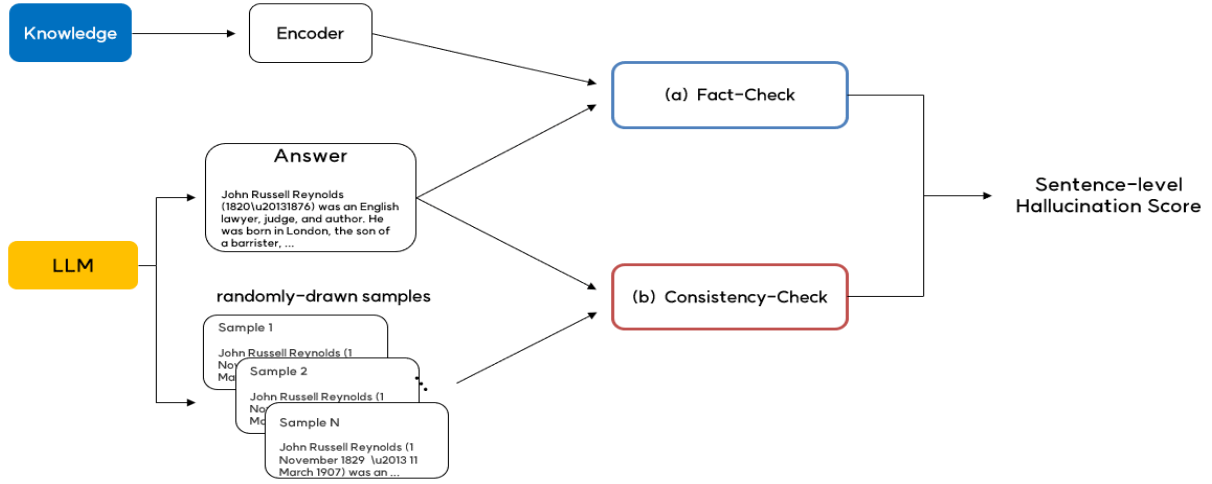 Knowledge
Encoder
(a) Fact-Check
Answer
John Russell Reynolds
(1820\u20131876) was an English
lawyer, judge, and author. He
was born in London, the son of
a barrister, ...
Sentence-level
Hallucination Score
LLM
(b) Consistency-Check
randomly-drawn samples
Sample 1
John Russell Reynolds (1
Nov
Ma
Sample 2
John Russell Reynolds (1
No
Ma
Sample N
John Russell Reynolds (1
November 1829 \u2013 11
March 1907) was an ...